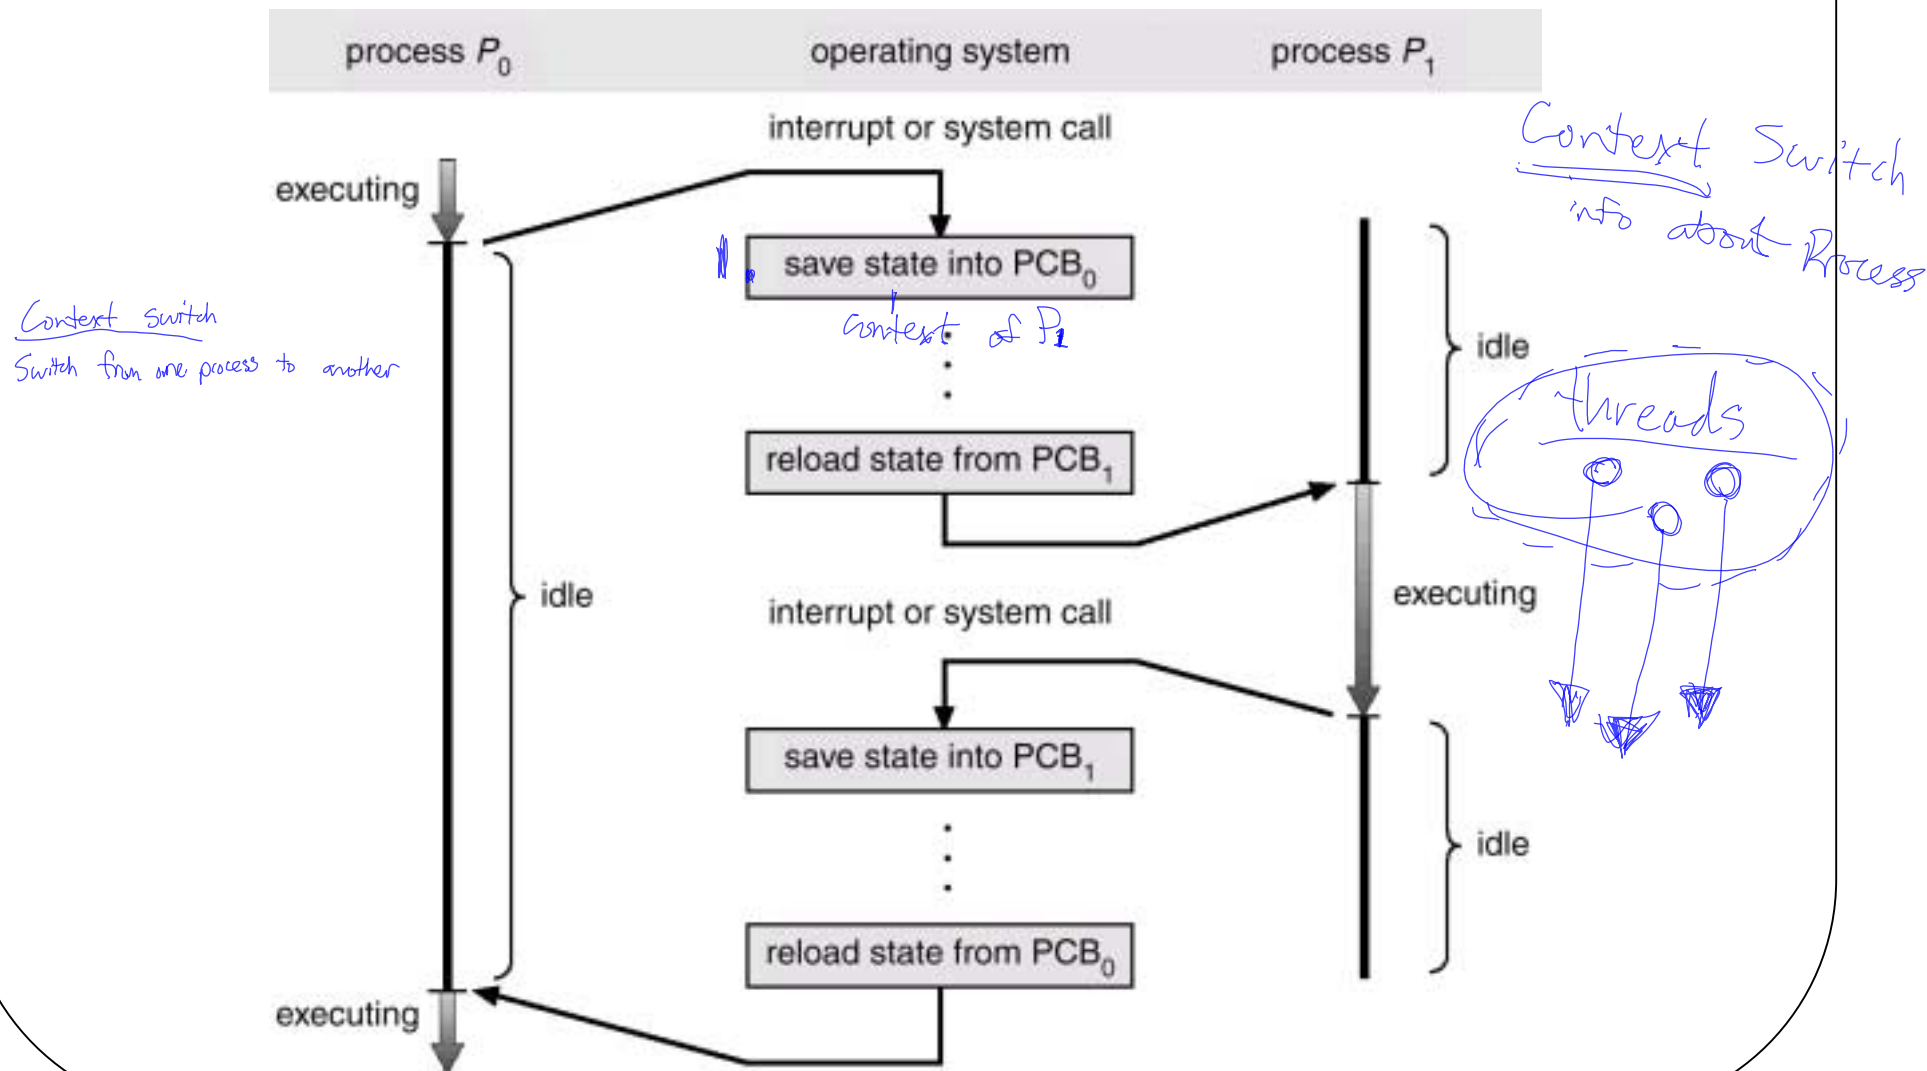 process P₀ operating system process P₁
interrupt or system call
Context Switch
info about Process
executing
1. save state into PCB₀
context of P1
Context switch
Switch from one process to another
idle
threads
reload state from PCB₁
idle
executing
interrupt or system call
save state into PCB₁
idle
reload state from PCB₀
executing